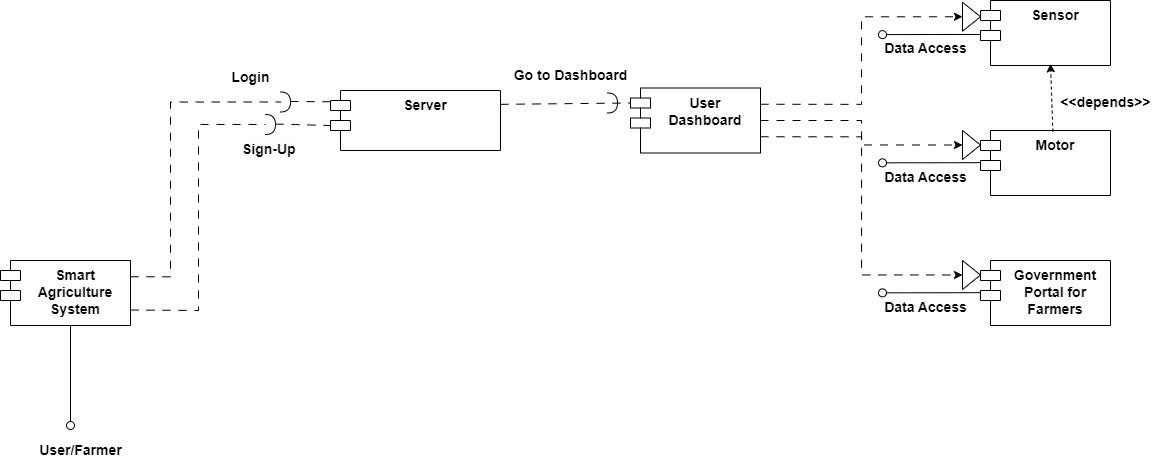 Sensor
Data Access
Login
Go to Dashboard
Server
User
Dashboard
<<depends>>
Sign-Up
Motor
Data Access
Smart
Agriculture
System
Government
Portal for
Farmers
Data Access
User/Farmer